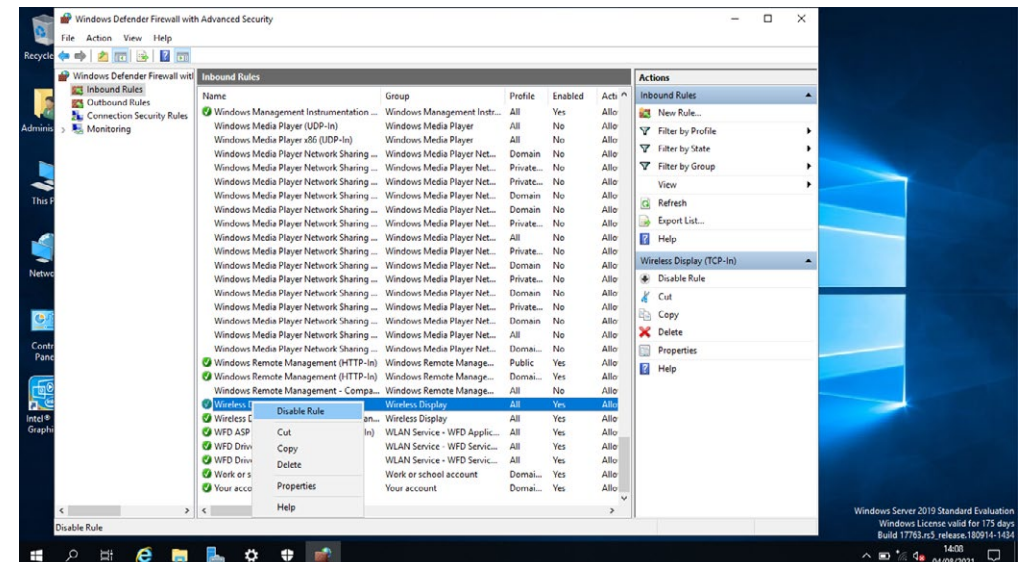 Windows Defender Firewall with Advanced Security
File Action View Help
Recycle
Adminis
This P
Netwo
Contr
Pane
Intel®
Graphi
Windows Defender Firewall witl
Inbound Rules
Outbound Rules
Connection Security Rules
Monitoring
Inbound Rules
Name Group Profile Enabled Acti
Windows Management Instrumentation ... Windows Management Instr... All Yes Allo
Windows Media Player (UDP-In) Windows Media Player All No Allo
Windows Media Player x86 (UDP-In) Windows Media Player All No Allo
Windows Media Player Network Sharing ... Windows Media Player Net... Domain No Allo
Windows Media Player Network Sharing ... Windows Media Player Net... Private... No Allo
Windows Media Player Network Sharing ... Windows Media Player Net... Private... No Allo
Windows Media Player Network Sharing ... Windows Media Player Net... Domain No Allo
Windows Media Player Network Sharing ... Windows Media Player Net... Domain No Allo
Windows Media Player Network Sharing ... Windows Media Player Net... Private... No Allo
Windows Media Player Network Sharing ... Windows Media Player Net... All No Allo
Windows Media Player Network Sharing ... Windows Media Player Net... Private... No Allo
Windows Media Player Network Sharing ... Windows Media Player Net... Domain No Allo
Windows Media Player Network Sharing ... Windows Media Player Net... Private... No Allo
Windows Media Player Network Sharing ... Windows Media Player Net... Domain No Allo
Windows Media Player Network Sharing ... Windows Media Player Net... Private... No Allo
Windows Media Player Network Sharing ... Windows Media Player Net... Domain No Allo
Windows Media Player Network Sharing ... Windows Media Player Net... All No Allo
Windows Media Player Network Sharing ... Windows Media Player Net... Domai... No Allo
Windows Remote Management (HTTP-In) Windows Remote Manage... Public Yes Allo
Windows Remote Management (HTTP-In) Windows Remote Manage... Domai... Yes Allo
Windows Remote Management - Compa... Windows Remote Manage... All No Allo
Wireless D Wireless Display All Yes Allo
Wireless D an... Wireless Display All Yes Allo
WFD ASP In) WLAN Service - WFD Applic... All Yes Allo
WFD Drive WLAN Service - WFD Servic... All Yes Allo
WFD Drive WLAN Service - WFD Servic... All Yes Allo
Work or s Work or school account Domai... Yes Allo
Your acco Your account Domai... Yes Allo
Disable Rule
Cut
Copy
Delete
Properties
Help
Actions
Inbound Rules
New Rule...
Filter by Profile
Filter by State
Filter by Group
View
Refresh
Export List...
Help
Wireless Display (TCP-In)
Disable Rule
Cut
Copy
Delete
Properties
Help
Disable Rule
Windows Server 2019 Standard Evaluation
Windows License valid for 175 days
Build 17763.rs5_release.180914-1434
14:08
04/08/2021